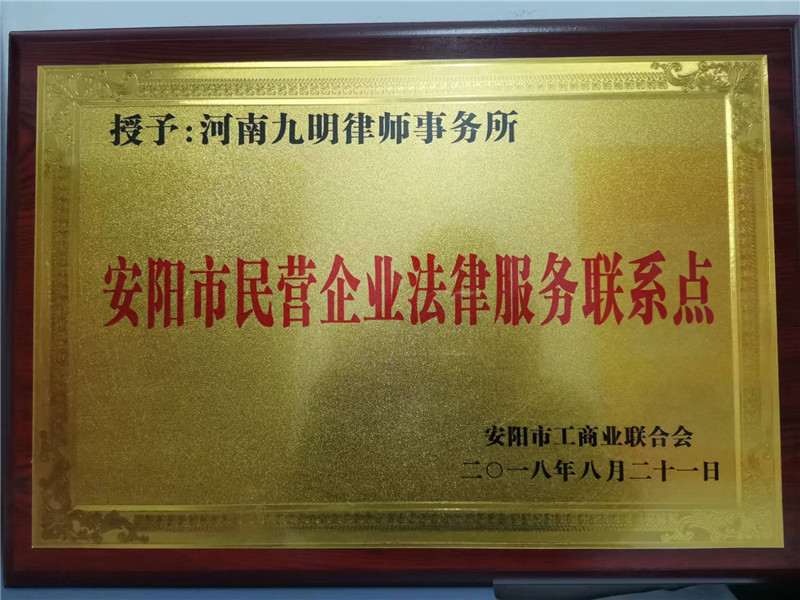 授予:河南九明律师事务所
安阳市民营企业法律服务联系点
安阳市工商业联合会
二〇一八年八月二十一日